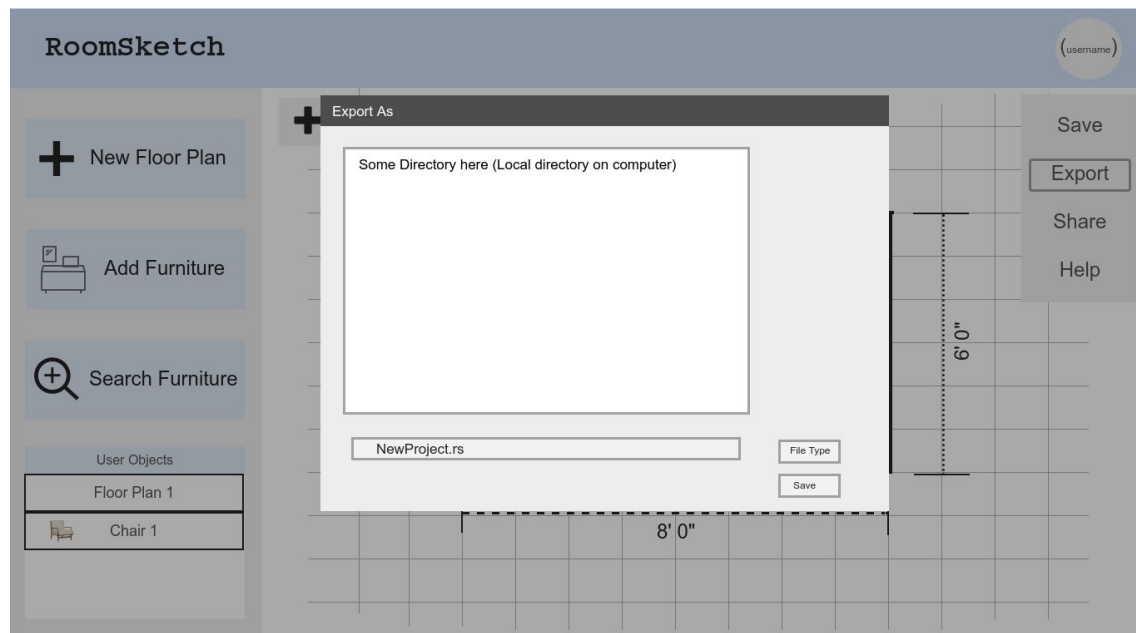 RoomSketch
(username)
New Floor Plan
Add Furniture
Search Furniture
User Objects
Floor Plan 1
Chair 1
Export As
Some Directory here (Local directory on computer)
NewProject.rs
File Type
Save
8' 0"
6' 0"
Save
Export
Share
Help